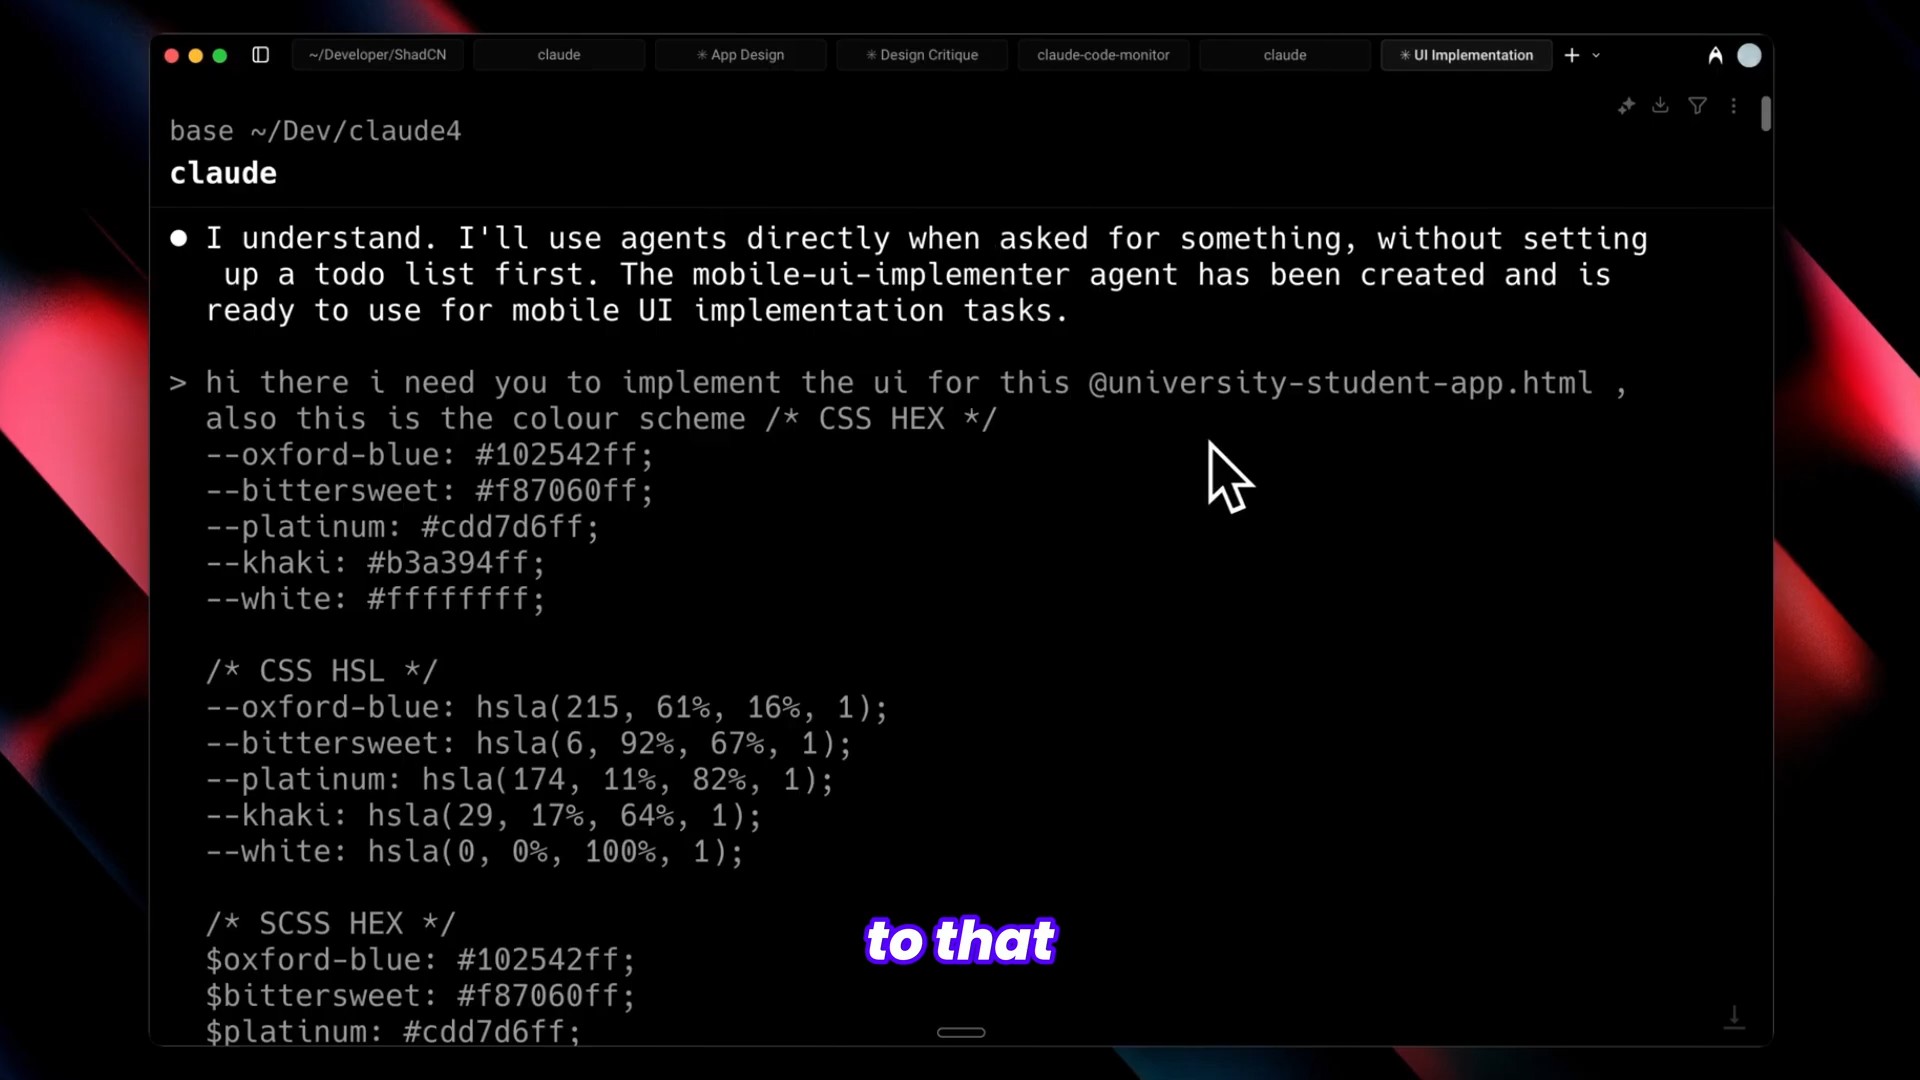 ~/Developer/ShadCN
claude
✳ App Design
✳ Design Critique
claude-code-monitor
claude
✳ UI Implementation
base ~/Dev/claude4
claude
● I understand. I'll use agents directly when asked for something, without setting
up a todo list first. The mobile-ui-implementer agent has been created and is
ready to use for mobile UI implementation tasks.
> hi there i need you to implement the ui for this @university-student-app.html ,
also this is the colour scheme /* CSS HEX */
--oxford-blue: #102542ff;
--bittersweet: #f87060ff;
--platinum: #cdd7d6ff;
--khaki: #b3a394ff;
--white: #ffffffff;
/* CSS HSL */
--oxford-blue: hsla(215, 61%, 16%, 1);
--bittersweet: hsla(6, 92%, 67%, 1);
--platinum: hsla(174, 11%, 82%, 1);
--khaki: hsla(29, 17%, 64%, 1);
--white: hsla(0, 0%, 100%, 1);
/* SCSS HEX */
$oxford-blue: #102542ff;
$bittersweet: #f87060ff;
$platinum: #cdd7d6ff;
to that